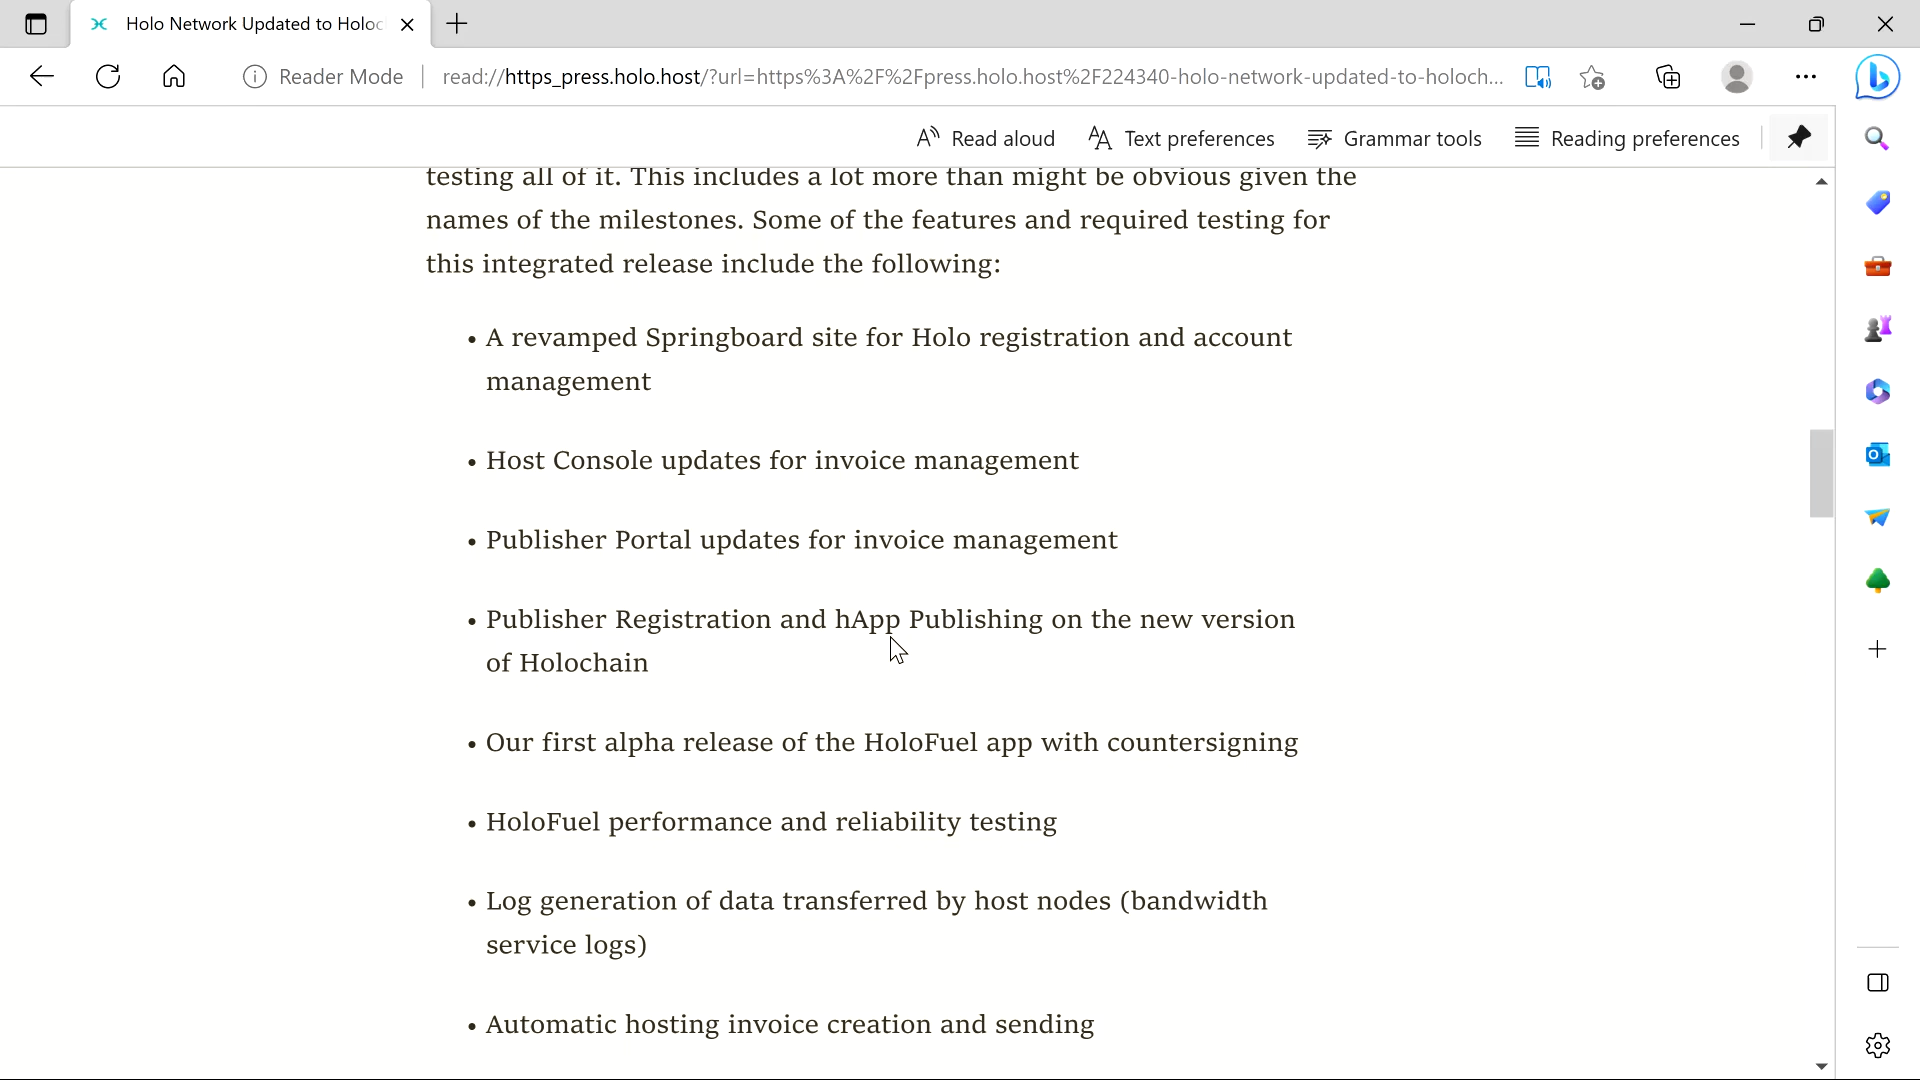 Holo Network Updated to Holoc
Reader Mode
read://https_press.holo.host/?url=https%3A%2F%2Fpress.holo.host%2F224340-holo-network-updated-to-holoch...
Read aloud
Text preferences
Grammar tools
Reading preferences
testing all of it. This includes a lot more than might be obvious given the
names of the milestones. Some of the features and required testing for
this integrated release include the following:
• A revamped Springboard site for Holo registration and account
management
• Host Console updates for invoice management
• Publisher Portal updates for invoice management
• Publisher Registration and hApp Publishing on the new version
of Holochain
• Our first alpha release of the HoloFuel app with countersigning
• HoloFuel performance and reliability testing
• Log generation of data transferred by host nodes (bandwidth
service logs)
• Automatic hosting invoice creation and sending